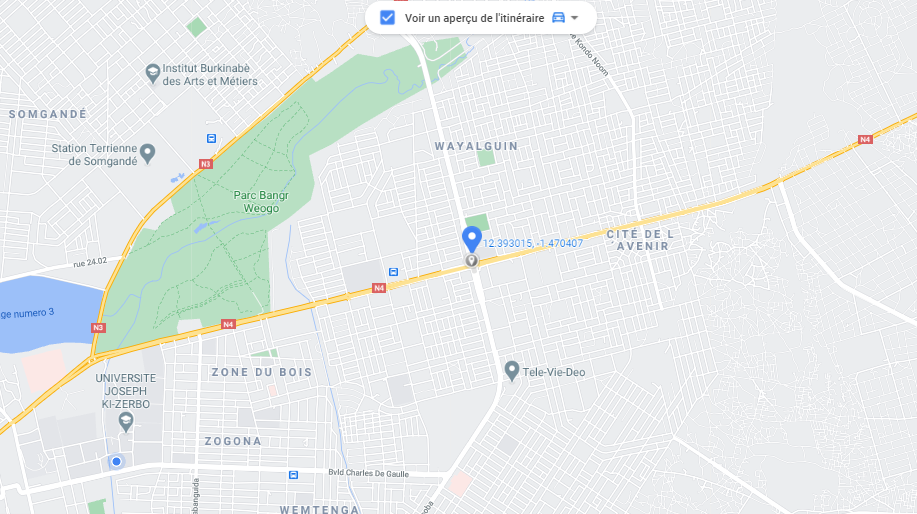 Voir un aperçu de l'itinéraire
de Kondo Noom
Institut Burkinabè
des Arts et Métiers
SOMGANDÉ
Station Terrienne
de Somgandé
N3
WAYALGUIN
N4
Parc Bangr
Weogo
CITÉ DE L
´AVENIR
12.393015, -1.470407
rue 24.02
N4
ge numero 3
N3
N4
ZONE DU BOIS
Tele-Vie-Deo
UNIVERSITE
JOSEPH
KI-ZERBO
ZOGONA
Bvld Charles De Gaulle
WEMTENGA